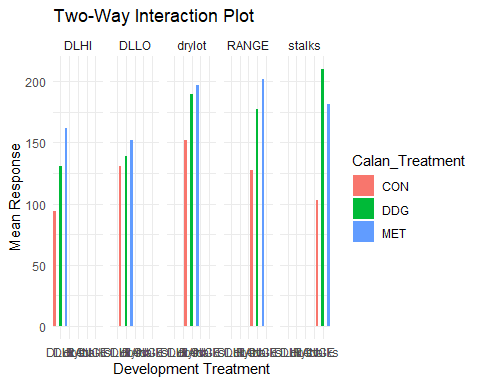 Two-Way Interaction Plot
DLHI DLLO drylot RANGE stalks
200
150
100
50
0
Mean Response
Development Treatment
Calan_Treatment
CON
DDG
MET